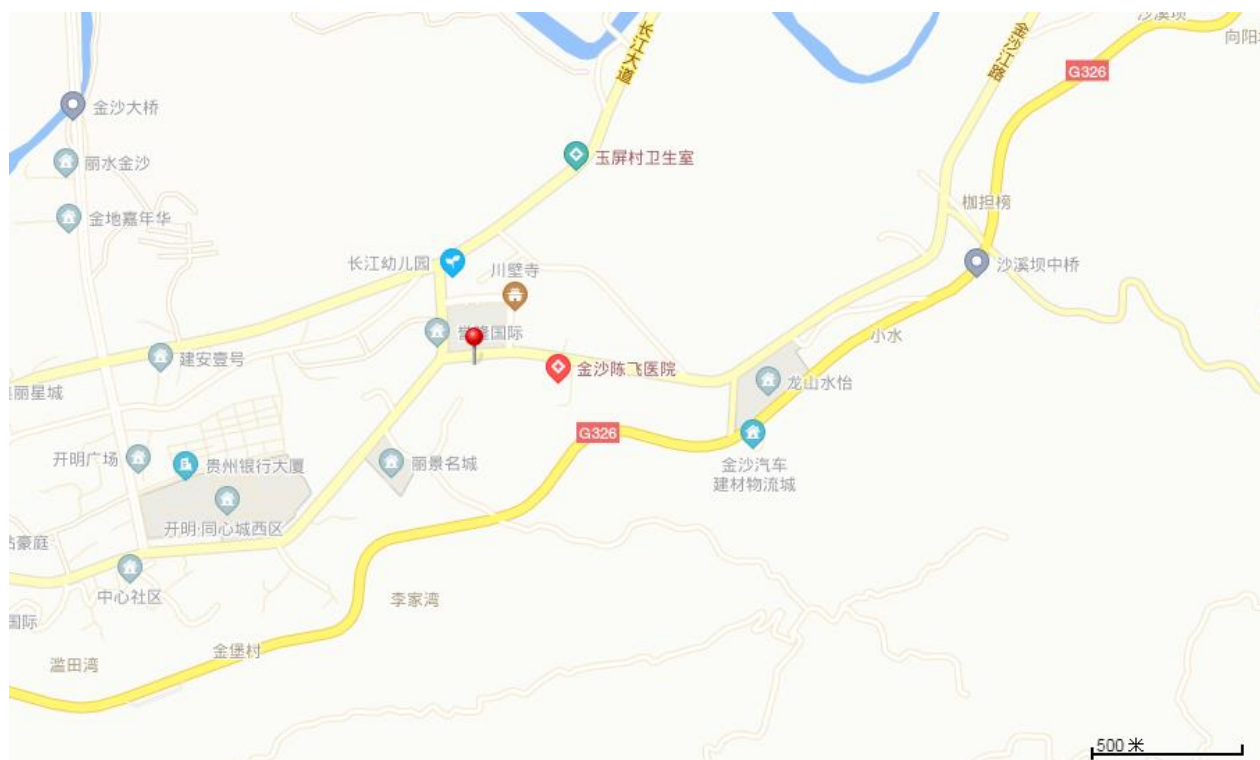 沙溪坝
向阳
长江大道
金沙江路
G326
金沙大桥
丽水金沙
玉屏村卫生室
金地嘉年华
枷担榜
长江幼儿园
川壁寺
沙溪坝中桥
誉隆国际
小水
建安壹号
金沙陈飞医院
龙山水怡
丽星城
G326
开明广场
贵州银行大厦
丽景名城
金沙汽车
建材物流城
开明·同心城西区
豪庭
中心社区
李家湾
国际
金堡村
滥田湾
500 米